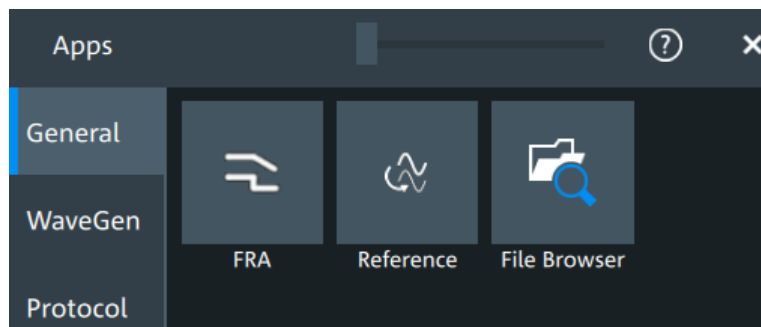 Apps
?
General
WaveGen
Protocol
FRA
Reference
File Browser